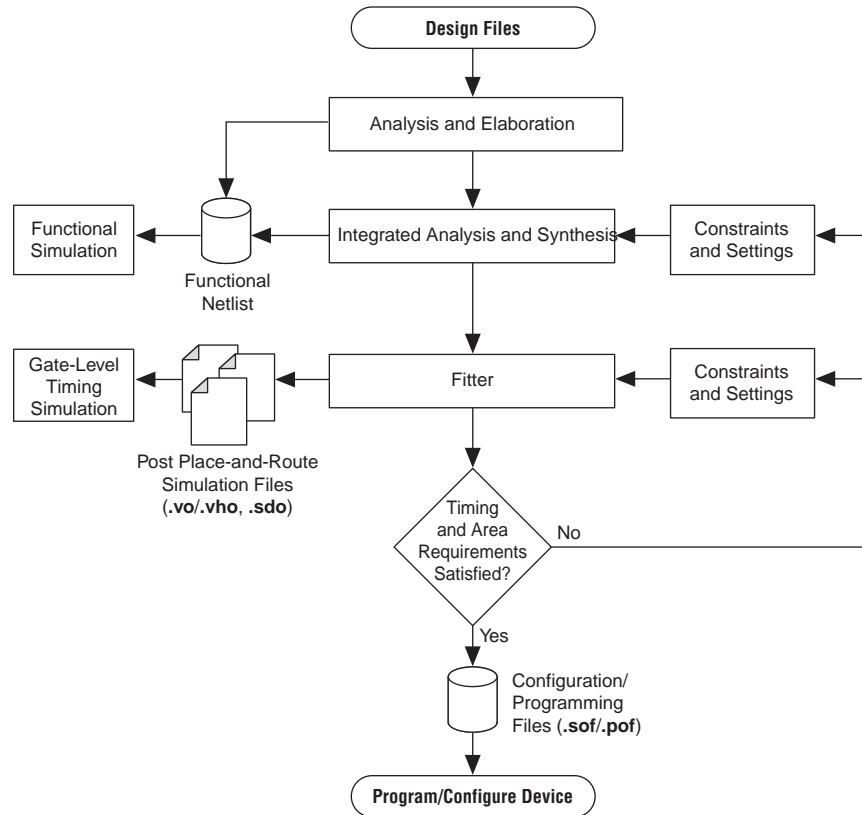 Design Files
Analysis and Elaboration
Functional
Simulation
Functional
Netlist
Integrated Analysis and Synthesis
Constraints
and Settings
Gate-Level
Timing
Simulation
Post Place-and-Route
Simulation Files
(.vo/.vho, .sdo)
Fitter
Constraints
and Settings
Timing
and Area
Requirements
Satisfied?
No
Yes
Configuration/
Programming
Files (.sof/.pof)
Program/Configure Device